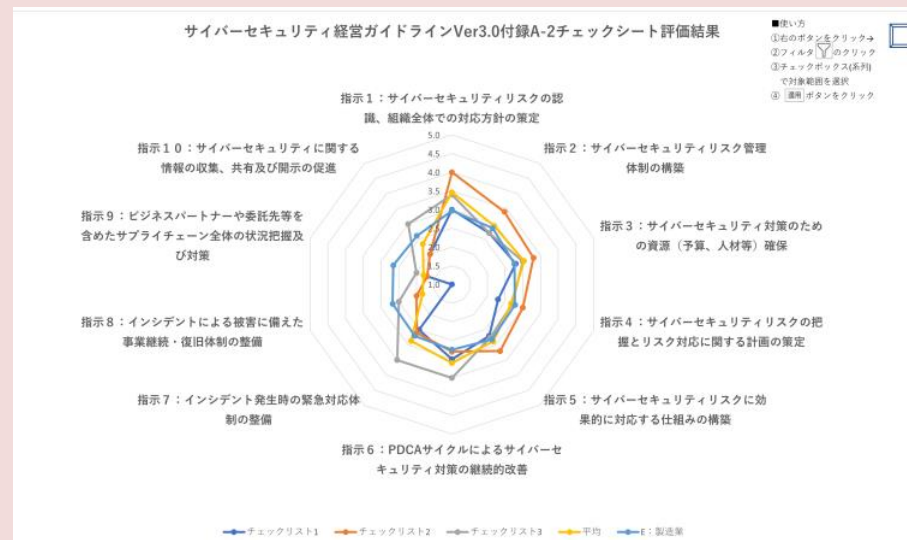 サイバーセキュリティ経営ガイドラインVer3.0付録A-2チェックシート評価結果
■使い方
①右のボタンをクリック→
②フィルタ のクリック
③チェックボックス(系列)
で対象範囲を選択
④ 適用 ボタンをクリック
指示１：サイバーセキュリティリスクの認
識、組織全体での対応方針の策定
指示２：サイバーセキュリティリスク管理
体制の構築
指示３：サイバーセキュリティ対策のため
の資源（予算、人材等）確保
指示４：サイバーセキュリティリスクの把
握とリスク対応に関する計画の策定
指示５：サイバーセキュリティリスクに効
果的に対応する仕組みの構築
指示６：PDCAサイクルによるサイバーセ
キュリティ対策の継続的改善
指示７：インシデント発生時の緊急対応体
制の整備
指示８：インシデントによる被害に備えた
事業継続・復旧体制の整備
指示９：ビジネスパートナーや委託先等を
含めたサプライチェーン全体の状況把握及
び対策
指示１０：サイバーセキュリティに関する
情報の収集、共有及び開示の促進
5.0
4.5
4.0
3.5
3.0
2.5
2.0
1.5
1.0
チェックリスト1
チェックリスト2
チェックリスト3
平均
E：製造業